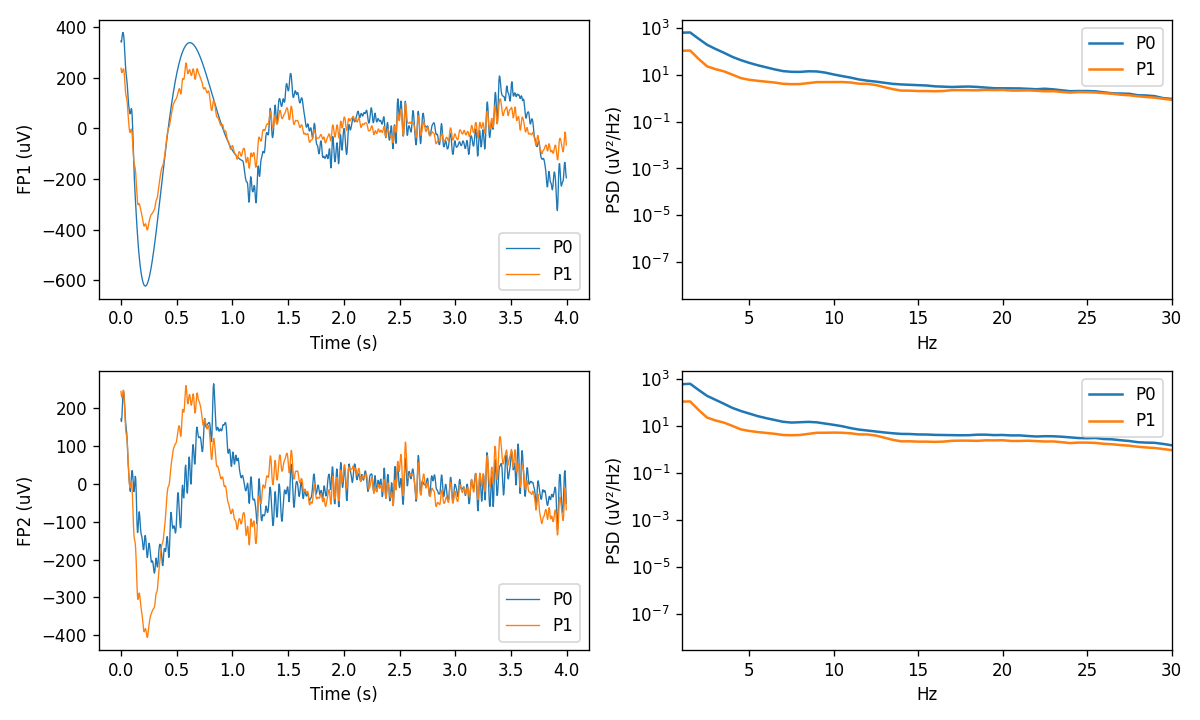 400
200
0
−200
−400
−600
FP1 (uV)
P0
P1
0.0 0.5 1.0 1.5 2.0 2.5 3.0 3.5 4.0
Time (s)
10³
10¹
10⁻¹
10⁻³
10⁻⁵
10⁻⁷
PSD (uV²/Hz)
P0
P1
5 10 15 20 25 30
Hz
200
100
0
−100
−200
−300
−400
FP2 (uV)
P0
P1
0.0 0.5 1.0 1.5 2.0 2.5 3.0 3.5 4.0
Time (s)
10³
10¹
10⁻¹
10⁻³
10⁻⁵
10⁻⁷
PSD (uV²/Hz)
P0
P1
5 10 15 20 25 30
Hz